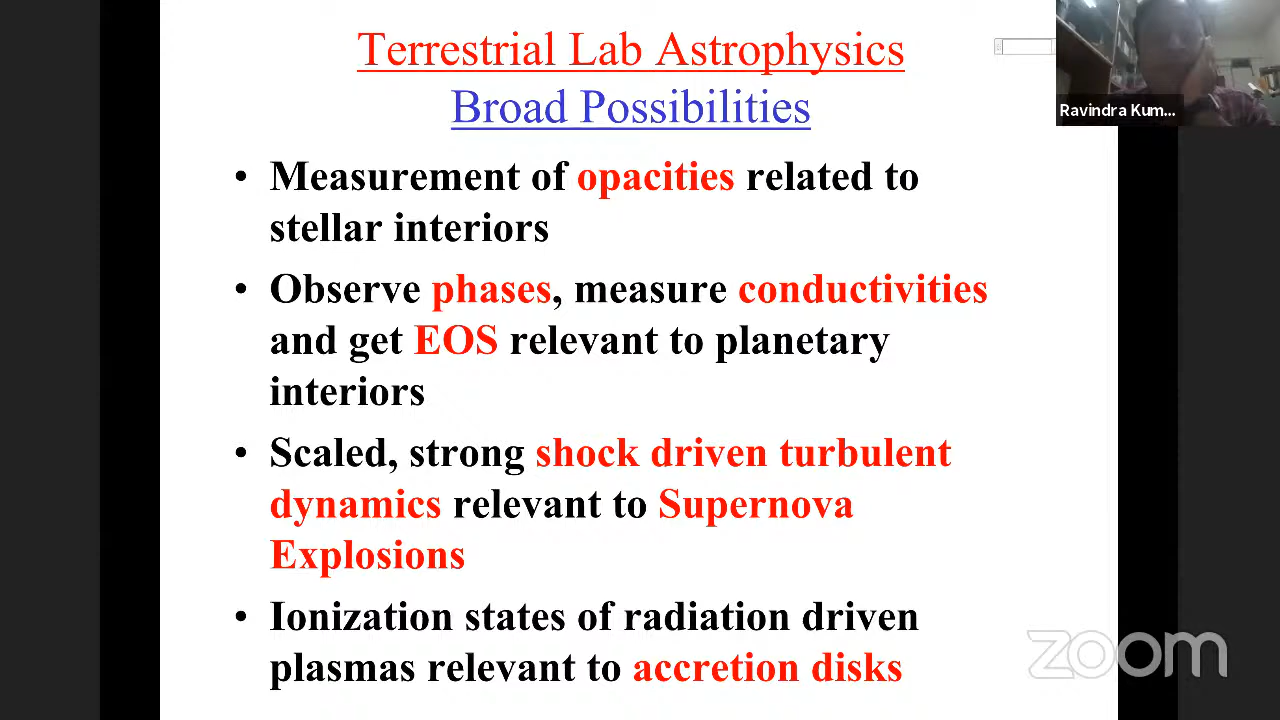 Terrestrial Lab Astrophysics
Broad Possibilities
Ravindra Kum...
• Measurement of opacities related to
stellar interiors
• Observe phases, measure conductivities
and get EOS relevant to planetary
interiors
• Scaled, strong shock driven turbulent
dynamics relevant to Supernova
Explosions
• Ionization states of radiation driven
plasmas relevant to accretion disks
zoom